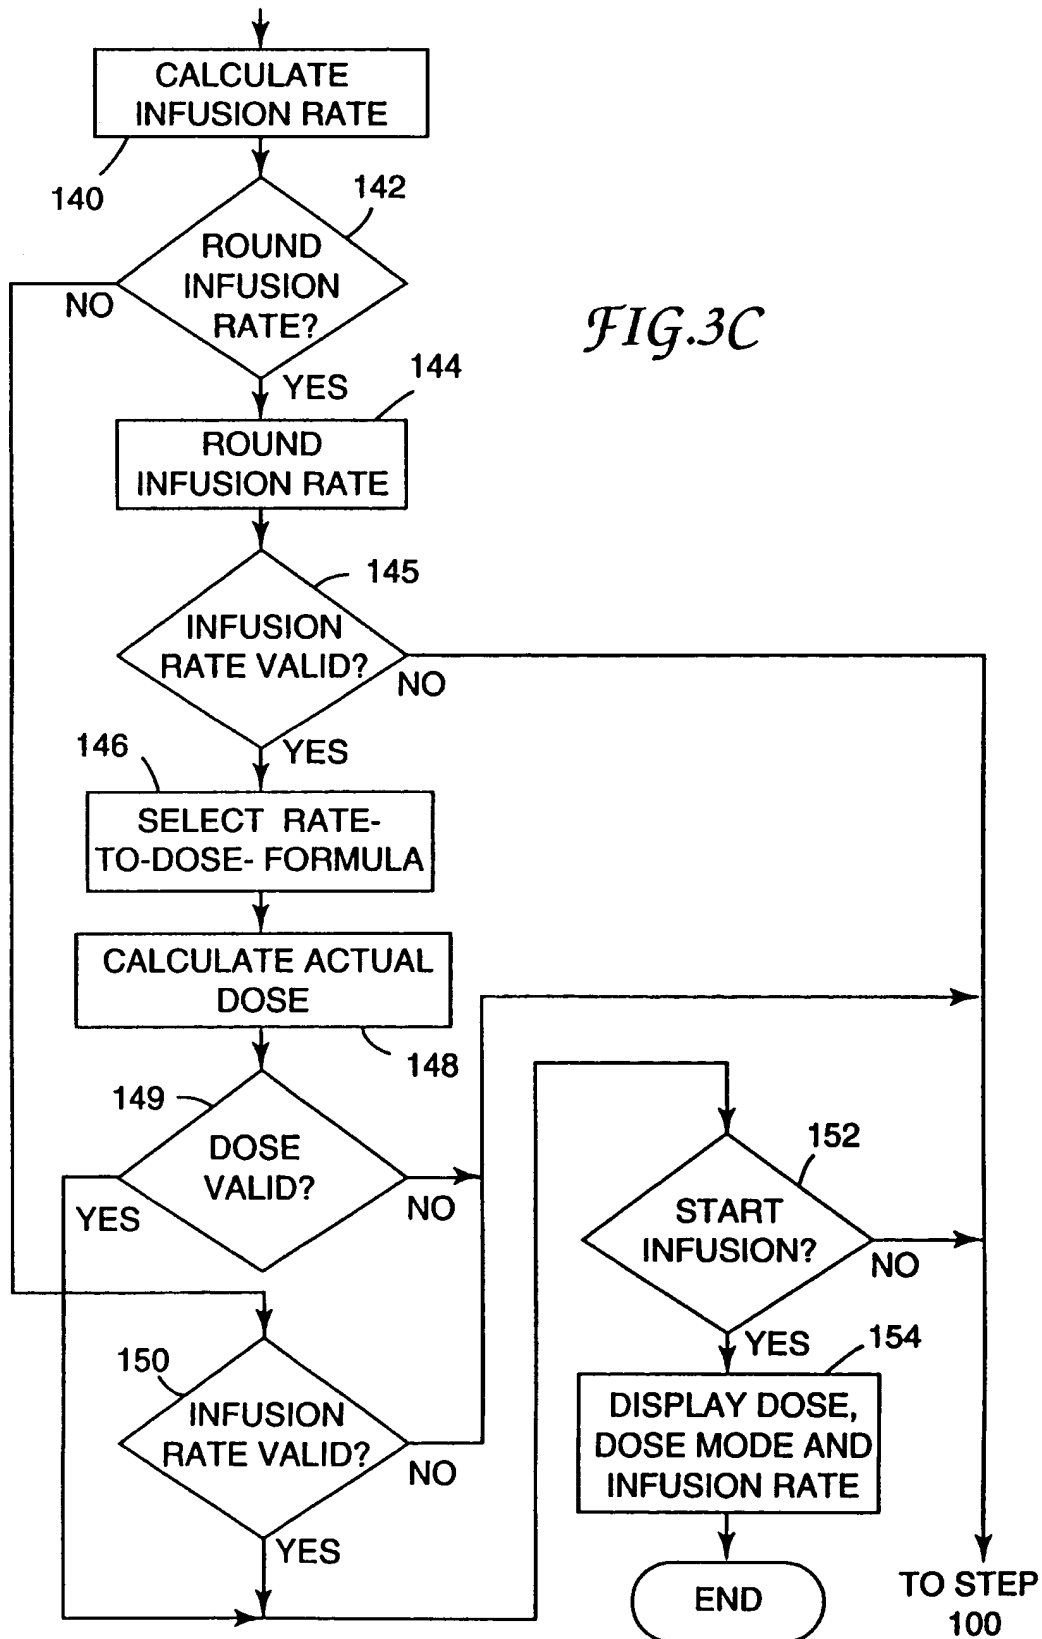 CALCULATE
INFUSION RATE
140
142
ROUND
INFUSION
RATE?
NO
FIG.3C
YES
144
ROUND
INFUSION RATE
145
INFUSION
RATE VALID?
NO
YES
146
SELECT RATE-
TO-DOSE- FORMULA
CALCULATE ACTUAL
DOSE
148
149
DOSE
VALID?
YES
NO
150
INFUSION
RATE VALID?
NO
YES
152
START
INFUSION?
NO
YES
154
DISPLAY DOSE,
DOSE MODE AND
INFUSION RATE
END
TO STEP
100